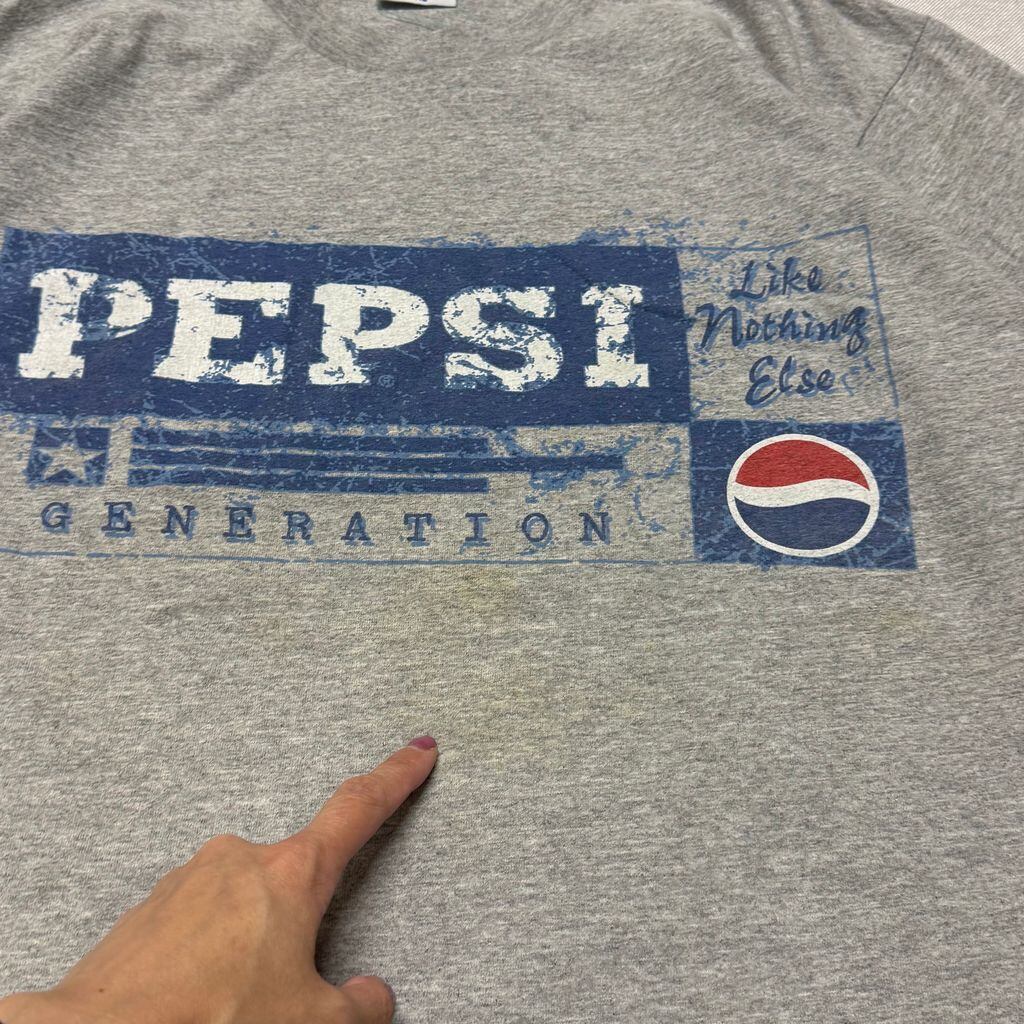 PEPSI®
Like
Nothing
Else
GENERATION